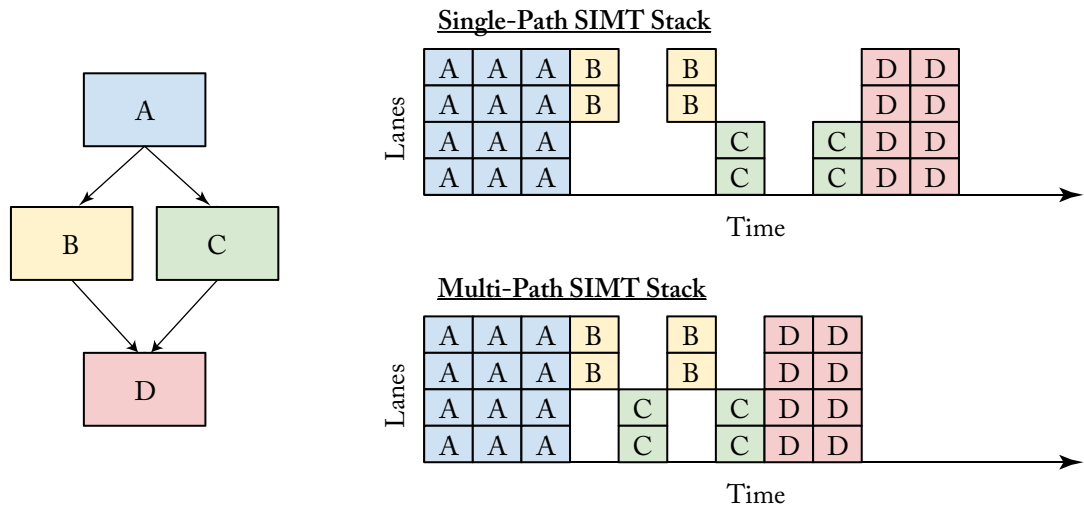 A
B
C
D
Single-Path SIMT Stack
Lanes
A A A B B D D
A A A B B D D
A A A C C D D
A A A C C D D
Time
Multi-Path SIMT Stack
Lanes
A A A B B D D
A A A B B D D
A A A C C D D
A A A C C D D
Time